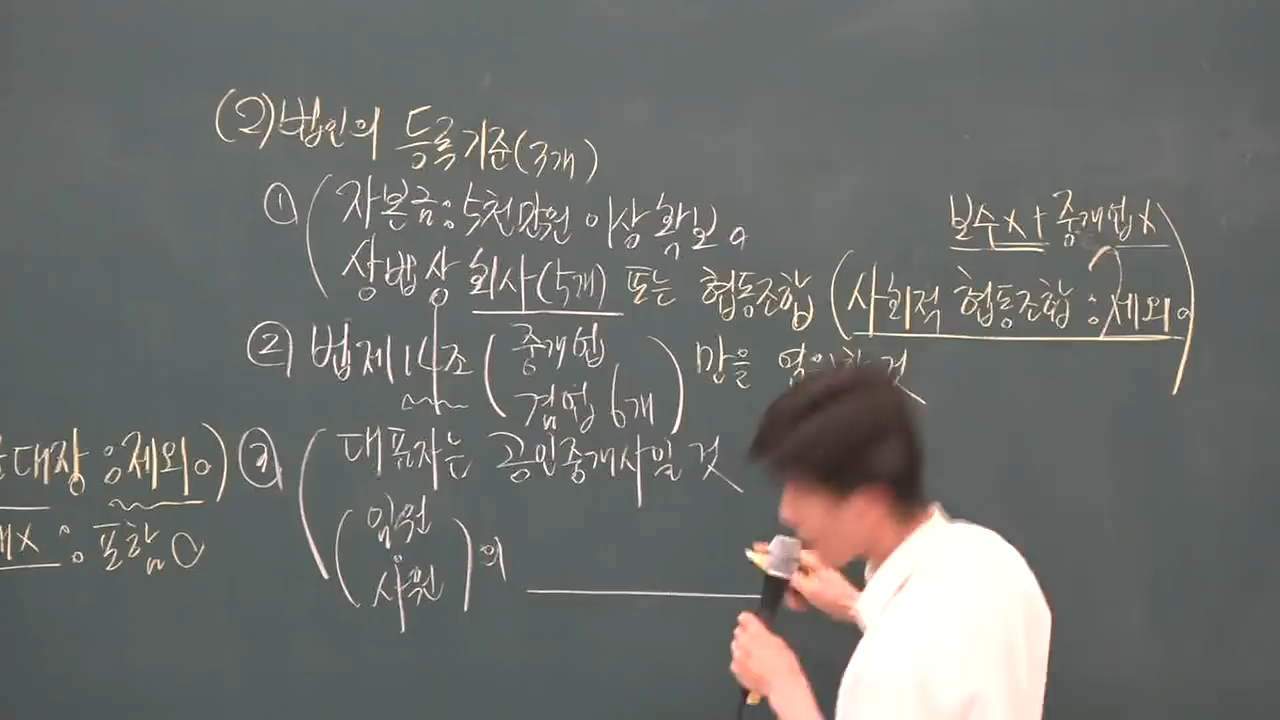 (2) 법인의 등록기준(3개)
① 자본금 : 5천만원 이상 확보.
상법상 회사(5개) 또는 협동조합 (사회적 협동조합 : 제외.)
보수x + 중개업x
② 법제14조 (중개업
겸업 6개) 만을 것
③ 대표자는 공인중개사일 것
(임원
사원)의
대장 : 제외.)
x : 포함